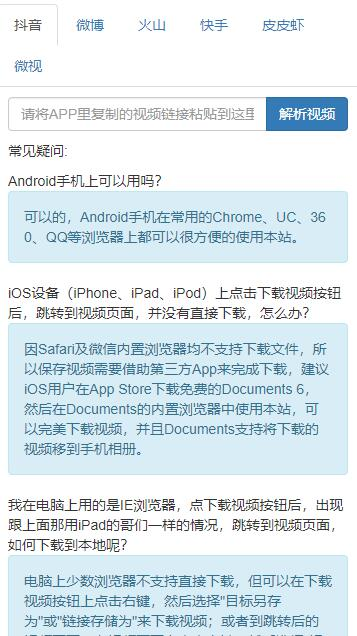 抖音 微博 火山 快手 皮皮虾
微视
请将APP里复制的视频链接粘贴到这里 解析视频
常见疑问:
Android手机上可以用吗?
可以的，Android手机在常用的Chrome、UC、36
0、QQ等浏览器上都可以很方便的使用本站。
iOS设备（iPhone、iPad、iPod）上点击下载视频按钮
后，跳转到视频页面，并没有直接下载，怎么办?
因Safari及微信内置浏览器均不支持下载文件，所
以保存视频需要借助第三方App来完成下载，建议
iOS用户在App Store下载免费的Documents 6，
然后在Documents的内置浏览器中使用本站，可
以完美下载视频，并且Documents支持将下载的
视频移到手机相册。
我在电脑上用的是IE浏览器，点下载视频按钮后，出现
跟上面那用iPad的哥们一样的情况，跳转到视频页面，
如何下载到本地呢?
电脑上少数浏览器不支持直接下载，但可以在下载
视频按钮上点击右键，然后选择"目标另存
为"或"链接存储为"来下载视频；或者到跳转后的